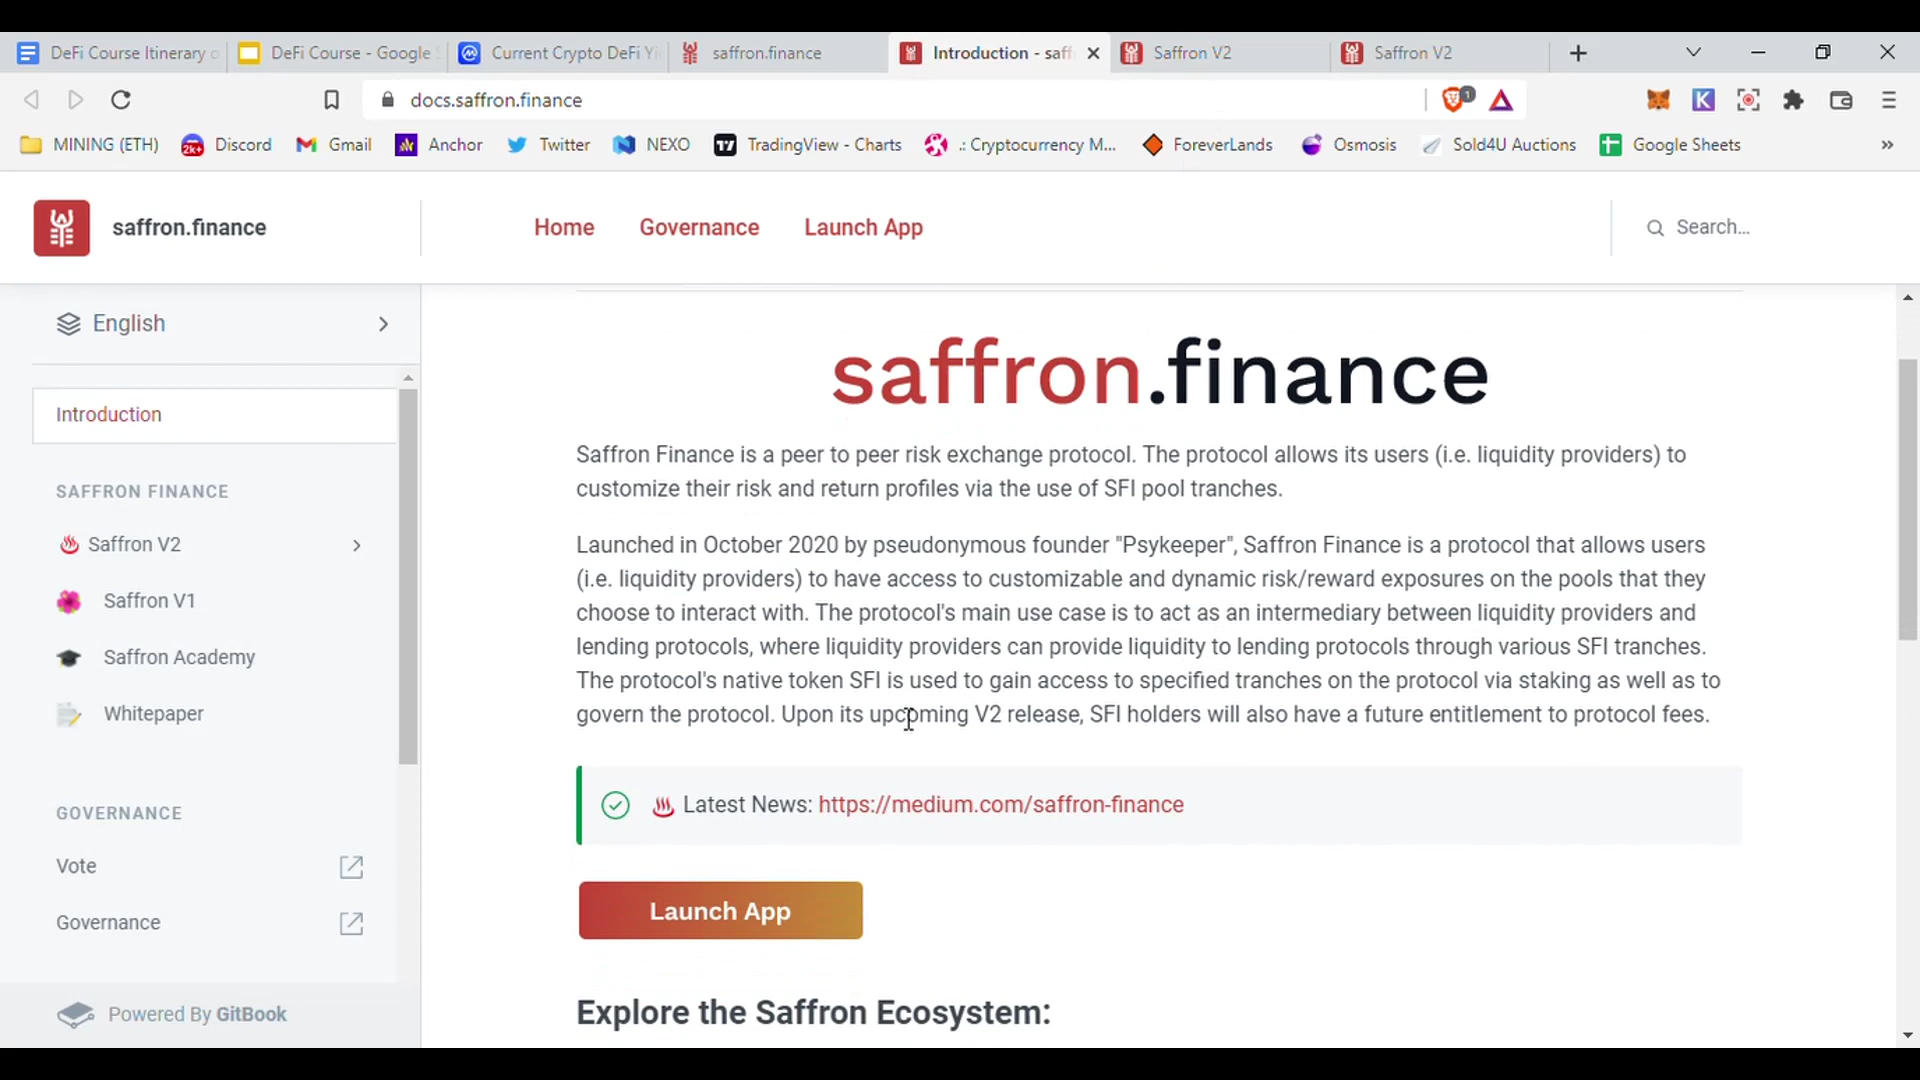 DeFi Course Itinerary o
DeFi Course - Google S
Current Crypto DeFi Yi
saffron.finance
Introduction - saff
Saffron V2
Saffron V2
docs.saffron.finance
1
MINING (ETH)
2k+
Discord
Gmail
Anchor
Twitter
NEXO
TradingView - Charts
.: Cryptocurrency M...
ForeverLands
Osmosis
Sold4U Auctions
Google Sheets
saffron.finance
Home
Governance
Launch App
Search...
English
Introduction
SAFFRON FINANCE
Saffron V2
Saffron V1
Saffron Academy
Whitepaper
GOVERNANCE
Vote
Governance
Powered By GitBook
saffron.finance
Saffron Finance is a peer to peer risk exchange protocol. The protocol allows its users (i.e. liquidity providers) to
customize their risk and return profiles via the use of SFI pool tranches.
Launched in October 2020 by pseudonymous founder "Psykeeper", Saffron Finance is a protocol that allows users
(i.e. liquidity providers) to have access to customizable and dynamic risk/reward exposures on the pools that they
choose to interact with. The protocol's main use case is to act as an intermediary between liquidity providers and
lending protocols, where liquidity providers can provide liquidity to lending protocols through various SFI tranches.
The protocol's native token SFI is used to gain access to specified tranches on the protocol via staking as well as to
govern the protocol. Upon its upcoming V2 release, SFI holders will also have a future entitlement to protocol fees.
Latest News: https://medium.com/saffron-finance
Launch App
Explore the Saffron Ecosystem: